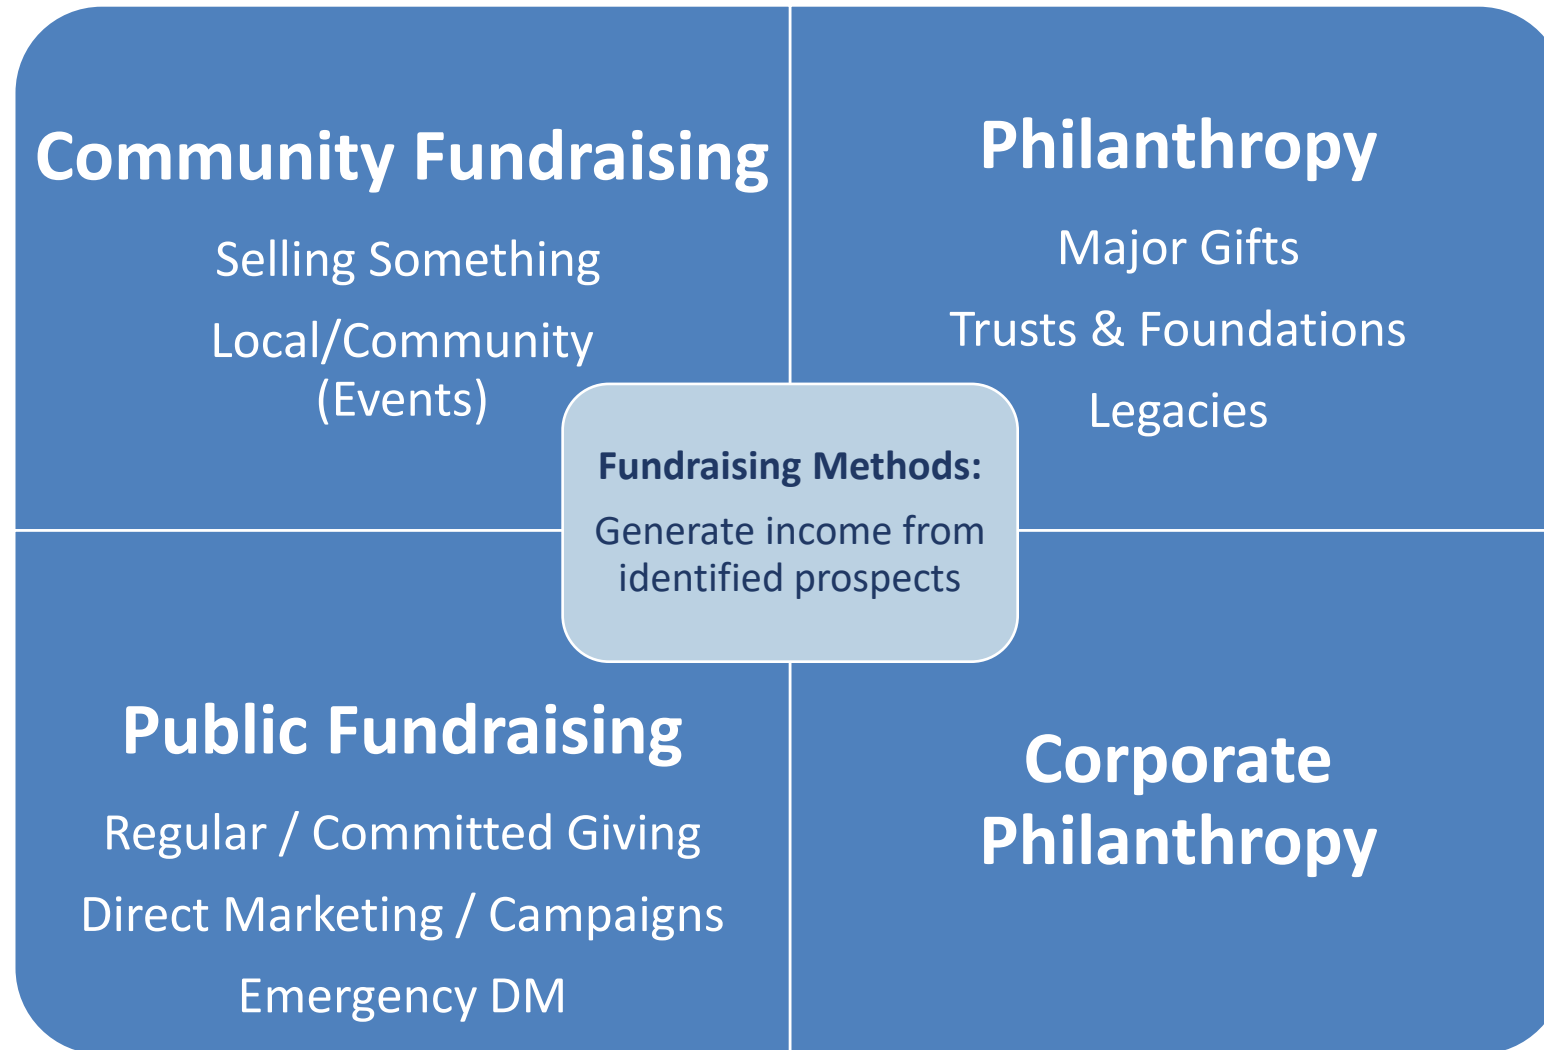 Community Fundraising
Selling Something
Local/Community
(Events)
Philanthropy
Major Gifts
Trusts & Foundations
Legacies
Fundraising Methods:
Generate income from
identified prospects
Public Fundraising
Regular / Committed Giving
Direct Marketing / Campaigns
Emergency DM
Corporate
Philanthropy